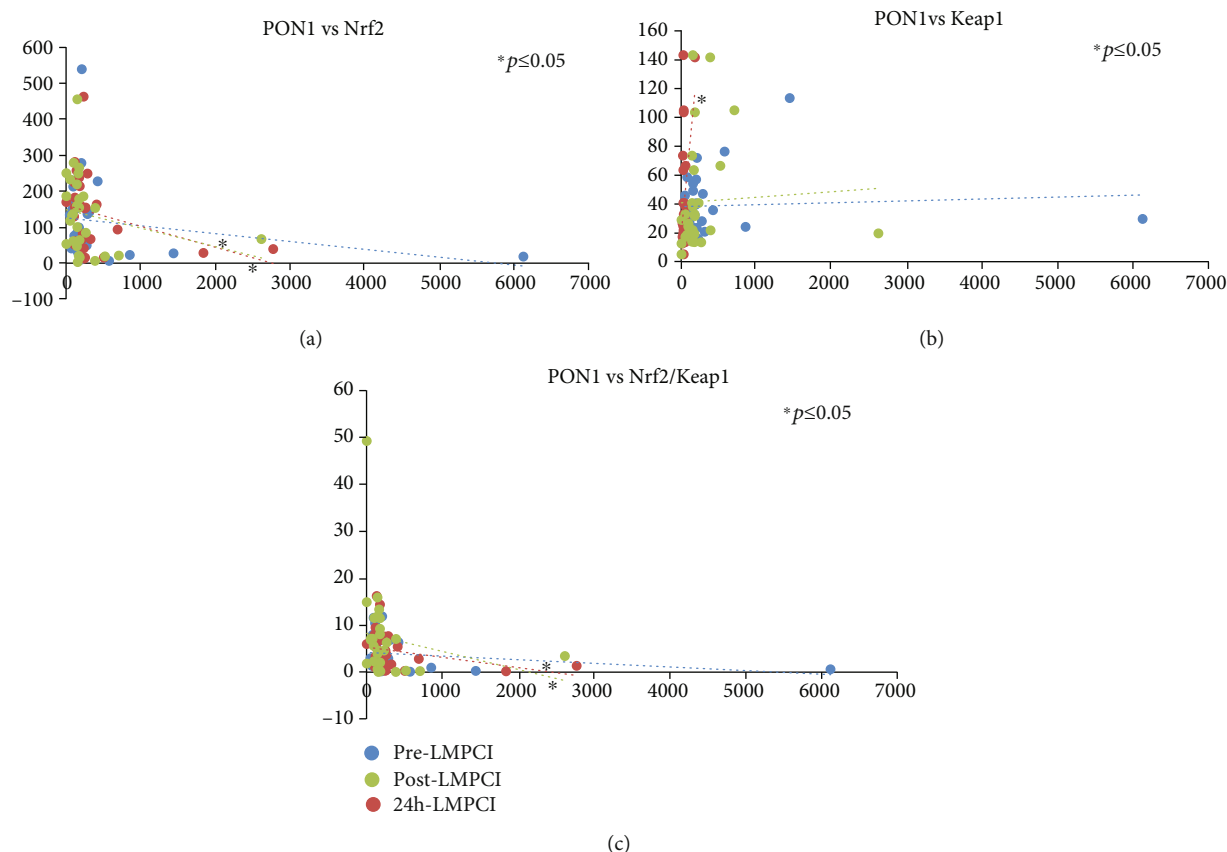 PON1 vs Nrf2
*p≤0.05
600
500
400
300
200
100
0
−100
0 1000 2000 3000 4000 5000 6000 7000
*
*
(a)
PON1vs Keap1
*p≤0.05
160
140
120
100
80
60
40
20
0
0 1000 2000 3000 4000 5000 6000 7000
*
(b)
PON1 vs Nrf2/Keap1
*p≤0.05
60
50
40
30
20
10
0
−10
0 1000 2000 3000 4000 5000 6000 7000
*
*
Pre-LMPCI
Post-LMPCI
24h-LMPCI
(c)